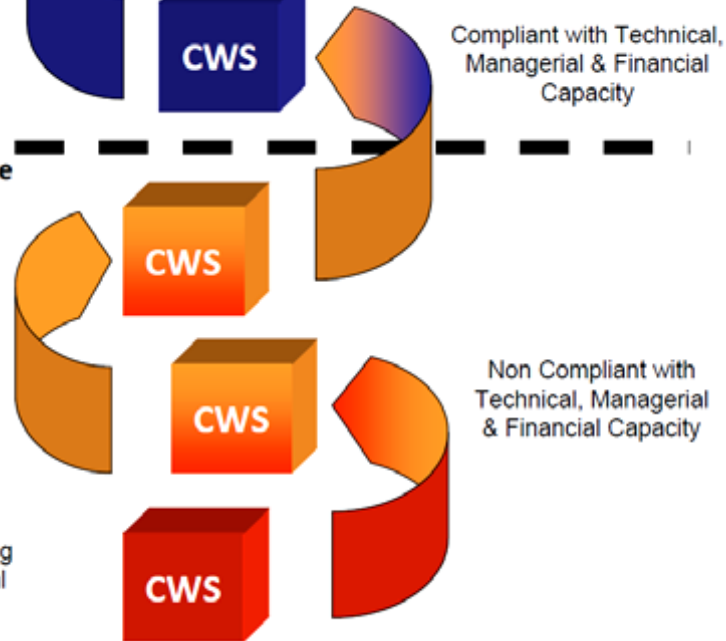 CWS
Compliant with Technical,
Managerial & Financial
Capacity
e
CWS
CWS
Non Compliant with
Technical, Managerial
& Financial Capacity
g
l
CWS